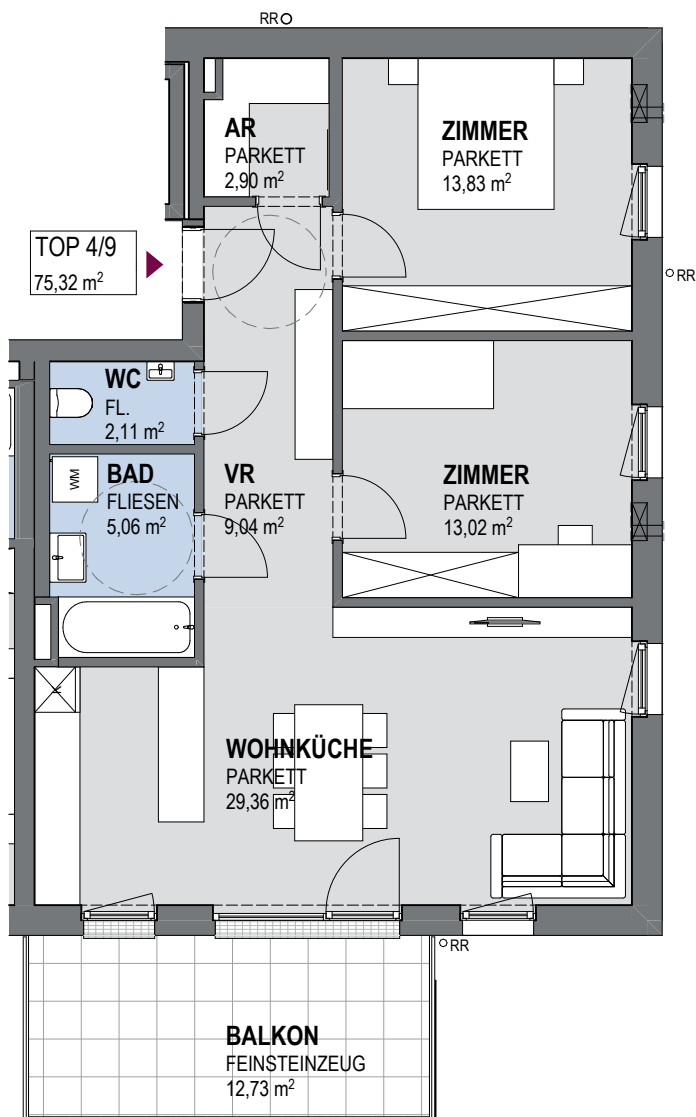 RR
AR
PARKETT
2,90 m²
ZIMMER
PARKETT
13,83 m²
TOP 4/9
75,32 m²
RR
WC
FL.
2,11 m²
BAD
FLIESEN
5,06 m²
WM
VR
PARKETT
9,04 m²
ZIMMER
PARKETT
13,02 m²
K
WOHNKÜCHE
PARKETT
29,36 m²
RR
BALKON
FEINSTEINZEUG
12,73 m²